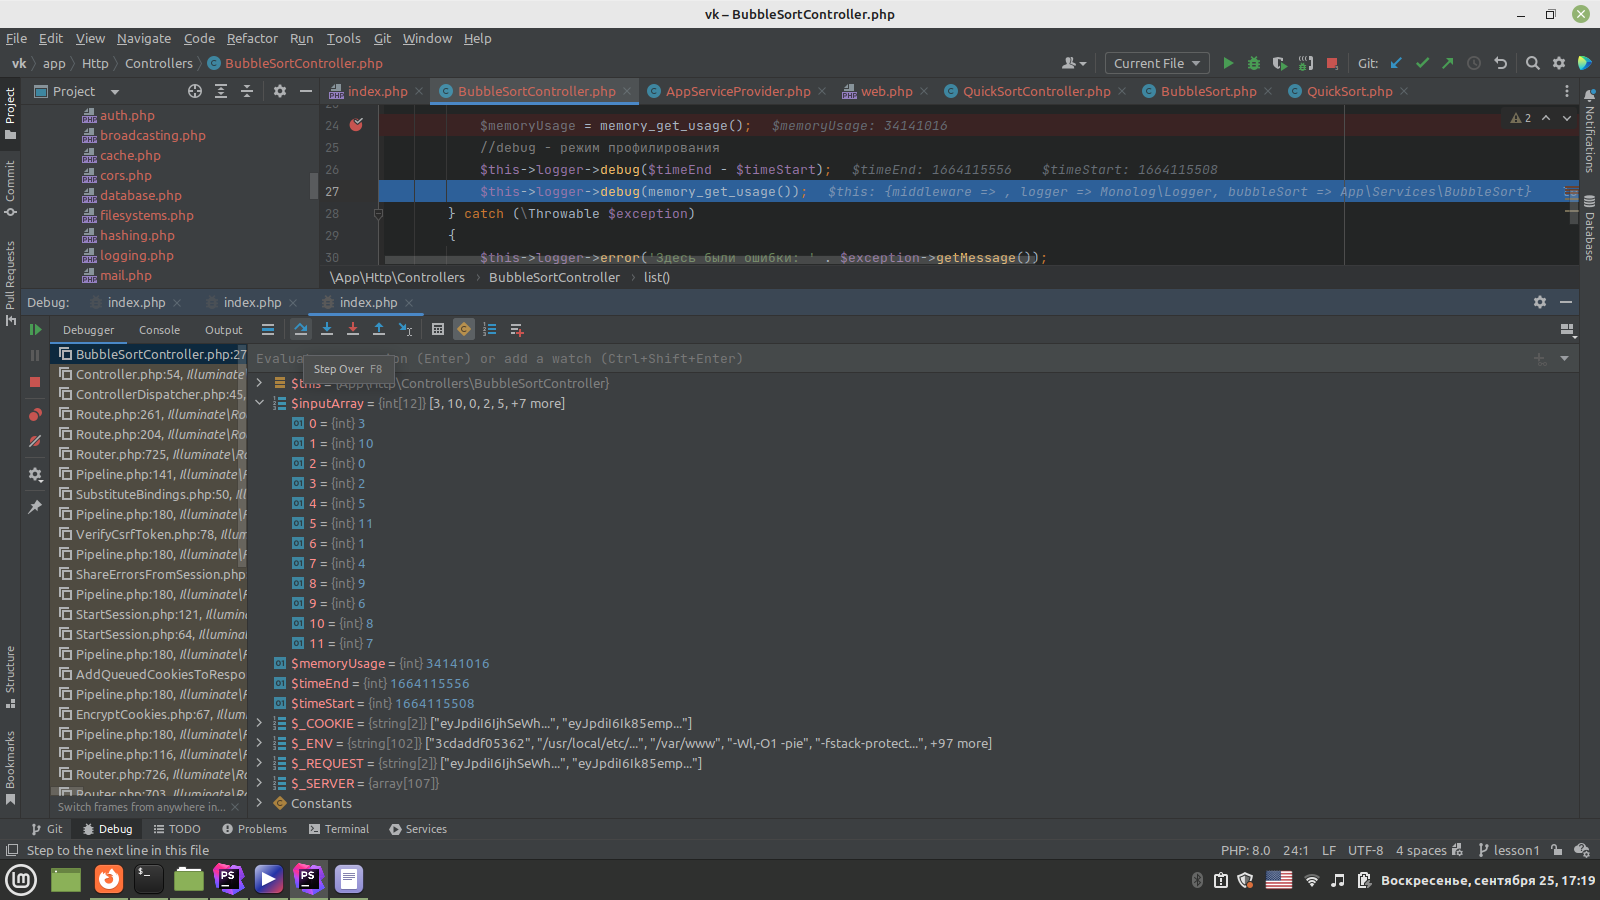 vk – BubbleSortController.php
File Edit View Navigate Code Refactor Run Tools Git Window Help
vk app Http Controllers BubbleSortController.php
Current File
Git:
Project
index.php BubbleSortController.php AppServiceProvider.php web.php QuickSortController.php BubbleSort.php QuickSort.php
auth.php
broadcasting.php
cache.php
cors.php
database.php
filesystems.php
hashing.php
logging.php
mail.php
24 $memoryUsage = memory_get_usage(); $memoryUsage: 34141016
2
25 //debug - режим профилирования
26 $this->logger->debug($timeEnd - $timeStart); $timeEnd: 1664115556 $timeStart: 1664115508
27 $this->logger->debug(memory_get_usage()); $this: {middleware => , logger => Monolog\Logger, bubbleSort => App\Services\BubbleSort}
28 } catch (\Throwable $exception)
29 {
30 $this->logger->error('Здесь были ошибки: ' . $exception->getMessage());
\App\Http\Controllers BubbleSortController list()
Project
Commit
Pull Requests
Structure
Bookmarks
Notifications
Database
Debug: index.php index.php index.php
Debugger Console Output
Step Over F8
(Enter) or add a watch (Ctrl+Shift+Enter)
BubbleSortController.php:27
Controller.php:54, Illuminate
ControllerDispatcher.php:45,
Route.php:261, Illuminate\Ro
Route.php:204, Illuminate\Ro
Router.php:725, Illuminate\R
Pipeline.php:141, Illuminate\
SubstituteBindings.php:50, Ill
Pipeline.php:180, Illuminate\
VerifyCsrfToken.php:78, Illum
Pipeline.php:180, Illuminate\
ShareErrorsFromSession.php
Pipeline.php:180, Illuminate\
StartSession.php:121, Illumin
StartSession.php:64, Illumina
Pipeline.php:180, Illuminate\
AddQueuedCookiesToRespo
Pipeline.php:180, Illuminate\
EncryptCookies.php:67, Illum
Pipeline.php:180, Illuminate\
Pipeline.php:116, Illuminate\
Router.php:726, Illuminate\R
Router.php:703, Illuminate\R
Switch frames from anywhere in...
$this = {App\Http\Controllers\BubbleSortController}
$inputArray = {int[12]} [3, 10, 0, 2, 5, +7 more]
0 = {int} 3
1 = {int} 10
2 = {int} 0
3 = {int} 2
4 = {int} 5
5 = {int} 11
6 = {int} 1
7 = {int} 4
8 = {int} 9
9 = {int} 6
10 = {int} 8
11 = {int} 7
$memoryUsage = {int} 34141016
$timeEnd = {int} 1664115556
$timeStart = {int} 1664115508
$_COOKIE = {string[2]} ["eyJpdiI6IjhSeWh...", "eyJpdiI6Ik85emp..."]
$_ENV = {string[102]} ["3cdaddf05362", "/usr/local/etc/...", "/var/www", "-Wl,-O1 -pie", "-fstack-protect...", +97 more]
$_REQUEST = {string[2]} ["eyJpdiI6IjhSeWh...", "eyJpdiI6Ik85emp..."]
$_SERVER = {array[107]}
Constants
Git Debug TODO Problems Terminal Services
Step to the next line in this file
PHP: 8.0 24:1 LF UTF-8 4 spaces lesson1
Воскресенье, сентября 25, 17:19